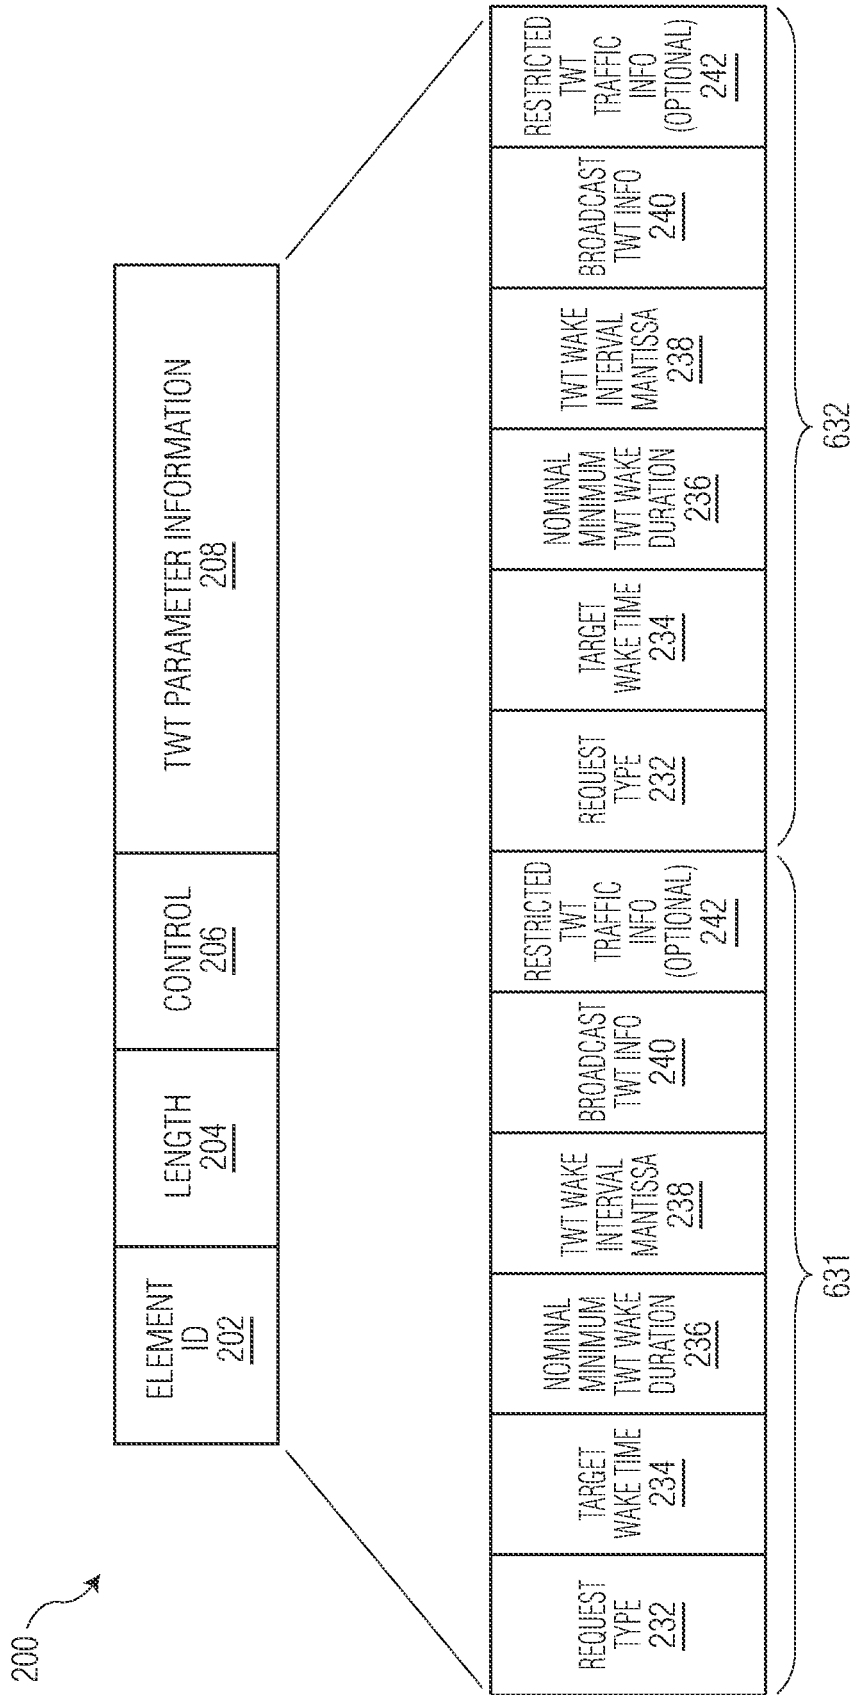 200
ELEMENT
ID
202
LENGTH
204
CONTROL
206
TWT PARAMETER INFORMATION
208
REQUEST
TYPE
232
TARGET
WAKE TIME
234
NOMINAL
MINIMUM
TWT WAKE
DURATION
236
TWT WAKE
INTERVAL
MANTISSA
238
BROADCAST
TWT INFO
240
RESTRICTED
TWT
TRAFFIC
INFO
(OPTIONAL)
242
REQUEST
TYPE
232
TARGET
WAKE TIME
234
NOMINAL
MINIMUM
TWT WAKE
DURATION
236
TWT WAKE
INTERVAL
MANTISSA
238
BROADCAST
TWT INFO
240
RESTRICTED
TWT
TRAFFIC
INFO
(OPTIONAL)
242
631
632